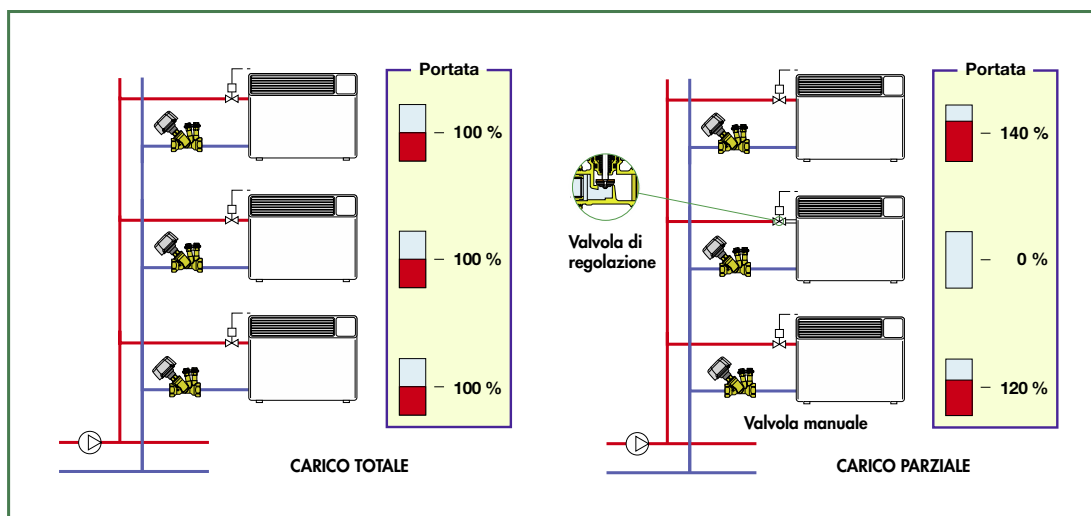 Portata
100 %
100 %
100 %
CARICO TOTALE
Portata
140 %
0 %
120 %
Valvola di
regolazione
Valvola manuale
CARICO PARZIALE